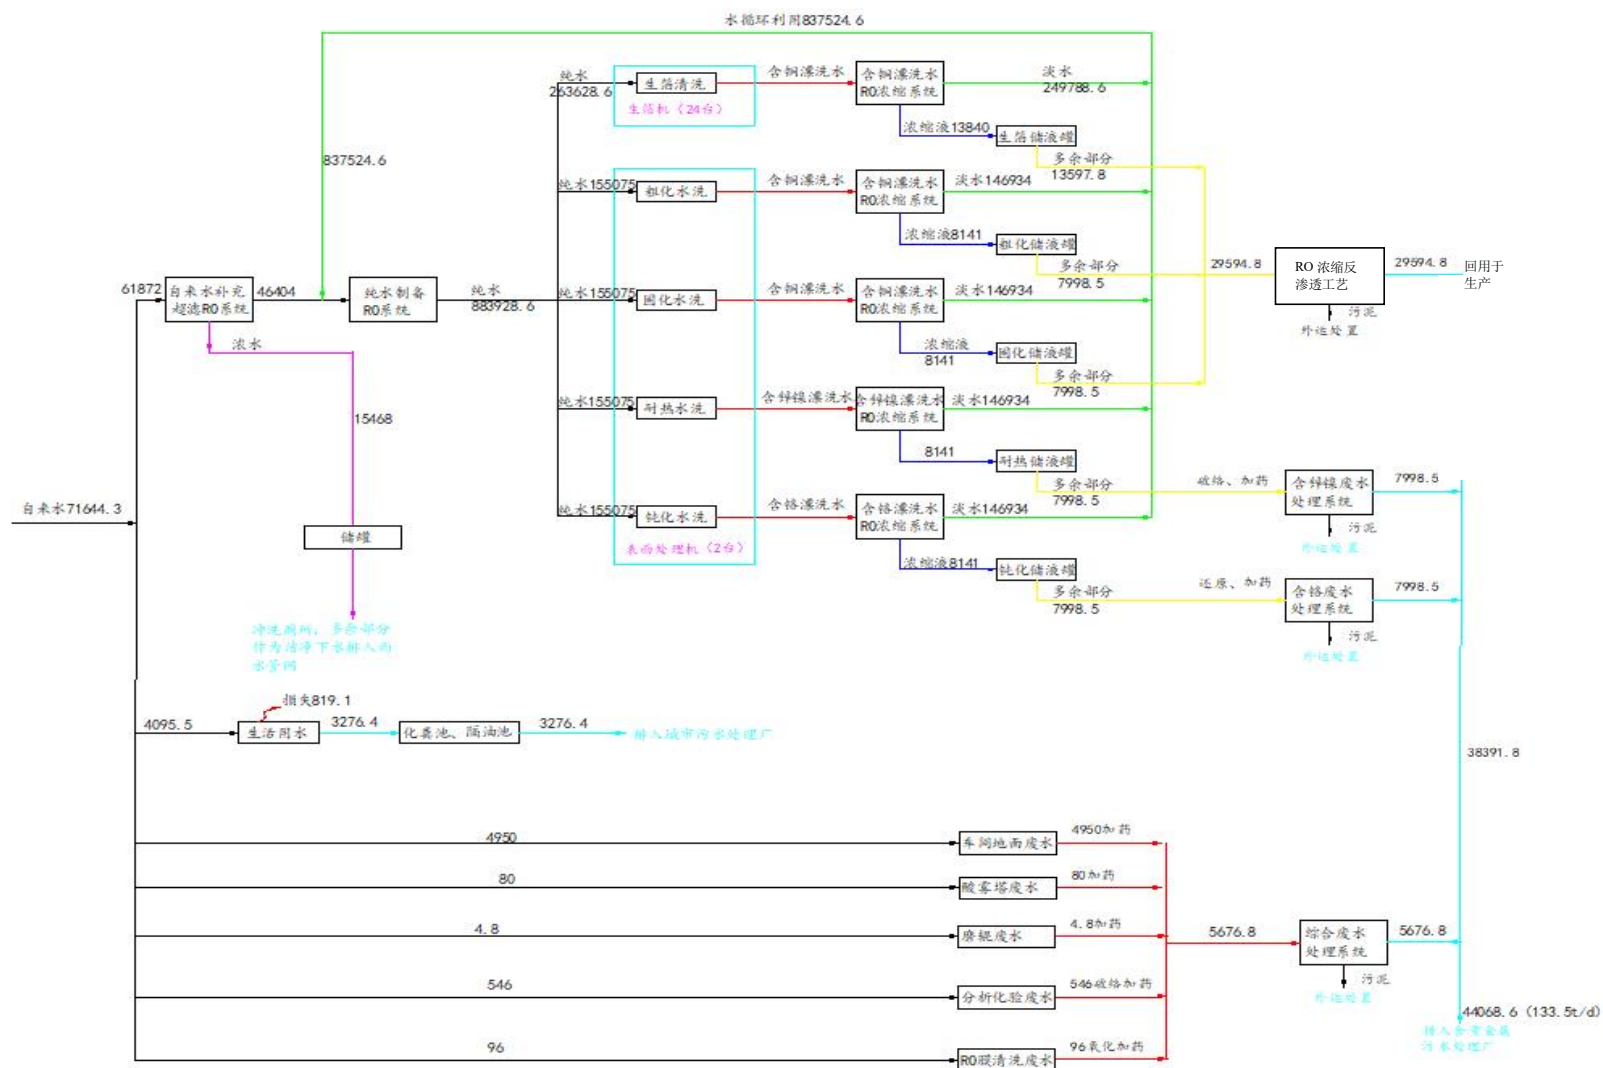 水循环利用837524.6
纯水
263628.6
生箔清洗
生箔机（24台）
含铜漂洗水
含铜漂洗水
RO浓缩系统
淡水
249788.6
浓缩液13840
生箔储液罐
多余部分
13597.8
837524.6
纯水155075
粗化水洗
含铜漂洗水
含铜漂洗水
RO浓缩系统
淡水146934
浓缩液8141
粗化储液罐
多余部分
7998.5
29594.8
RO 浓缩反
渗透工艺
29594.8
回用于
生产
污泥
外运处置
61872
自来水补充
超滤RO系统
46404
纯水制备
RO系统
纯水
883928.6
纯水155075
固化水洗
含铜漂洗水
含铜漂洗水
RO浓缩系统
淡水146934
浓水
浓缩液
8141
固化储液罐
多余部分
7998.5
15468
纯水155075
耐热水洗
含锌镍漂洗水
含锌镍漂洗水
RO浓缩系统
淡水146934
8141
耐热储液罐
多余部分
7998.5
破络、加药
含锌镍废水
处理系统
7998.5
污泥
外运处置
自来水71644.3
储罐
纯水155075
钝化水洗
表面处理机（2台）
含铬漂洗水
含铬漂洗水
RO浓缩系统
淡水146934
浓缩液8141
钝化储液罐
多余部分
7998.5
还原、加药
含铬废水
处理系统
7998.5
污泥
外运处置
冲洗厕所，多余部分
作为洁净下水排入雨
水管网
4095.5
损失819.1
生活用水
3276.4
化粪池、隔油池
3276.4
排入城市污水处理厂
38391.8
4950
车间地面废水
4950加药
80
酸雾塔废水
80加药
4.8
磨辊废水
4.8加药
5676.8
综合废水
处理系统
5676.8
污泥
外运处置
546
分析化验废水
546破络加药
96
RO膜清洗废水
96氧化加药
44068.6（133.5t/d）
排入含重金属
污水处理厂